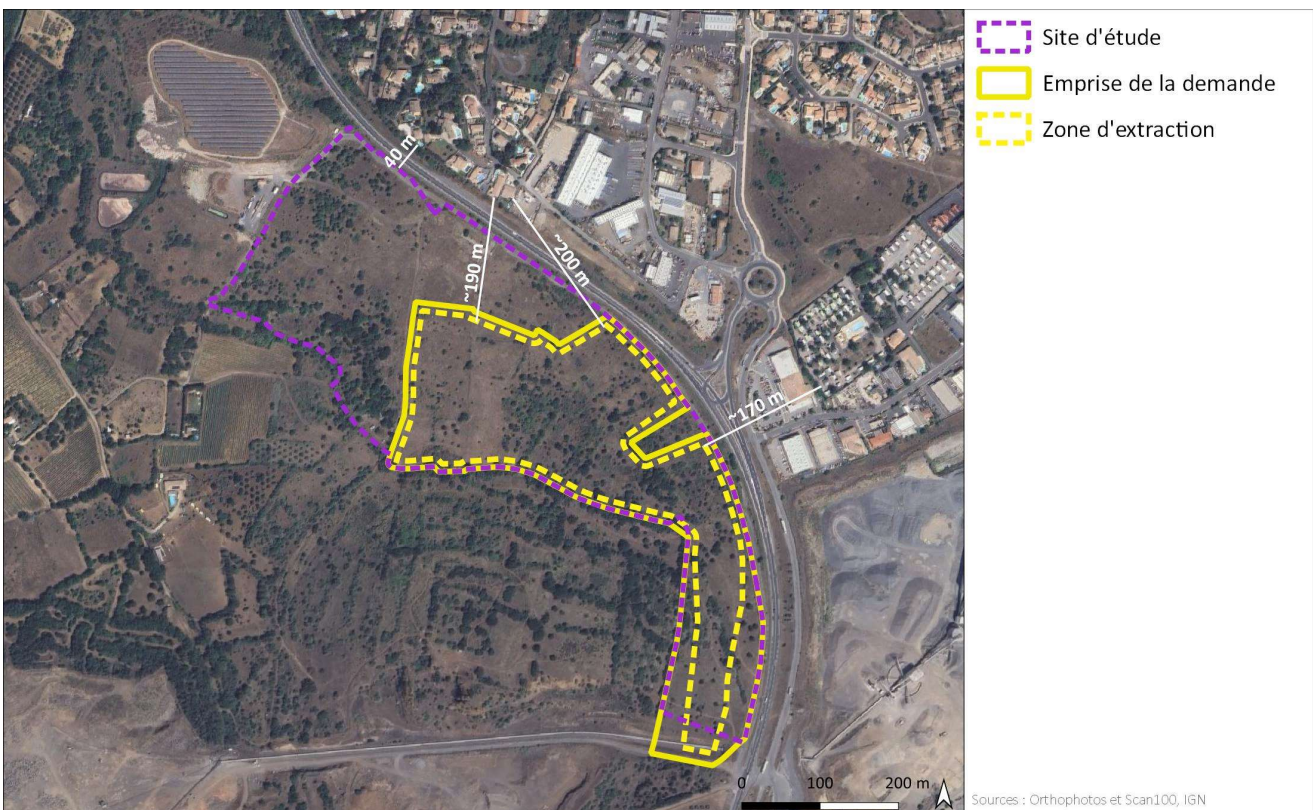 Site d'étude
Emprise de la demande
Zone d'extraction
40 m
~190 m
~200 m
~170 m
0 100 200 m
Sources : Orthophotos et Scan100, IGN